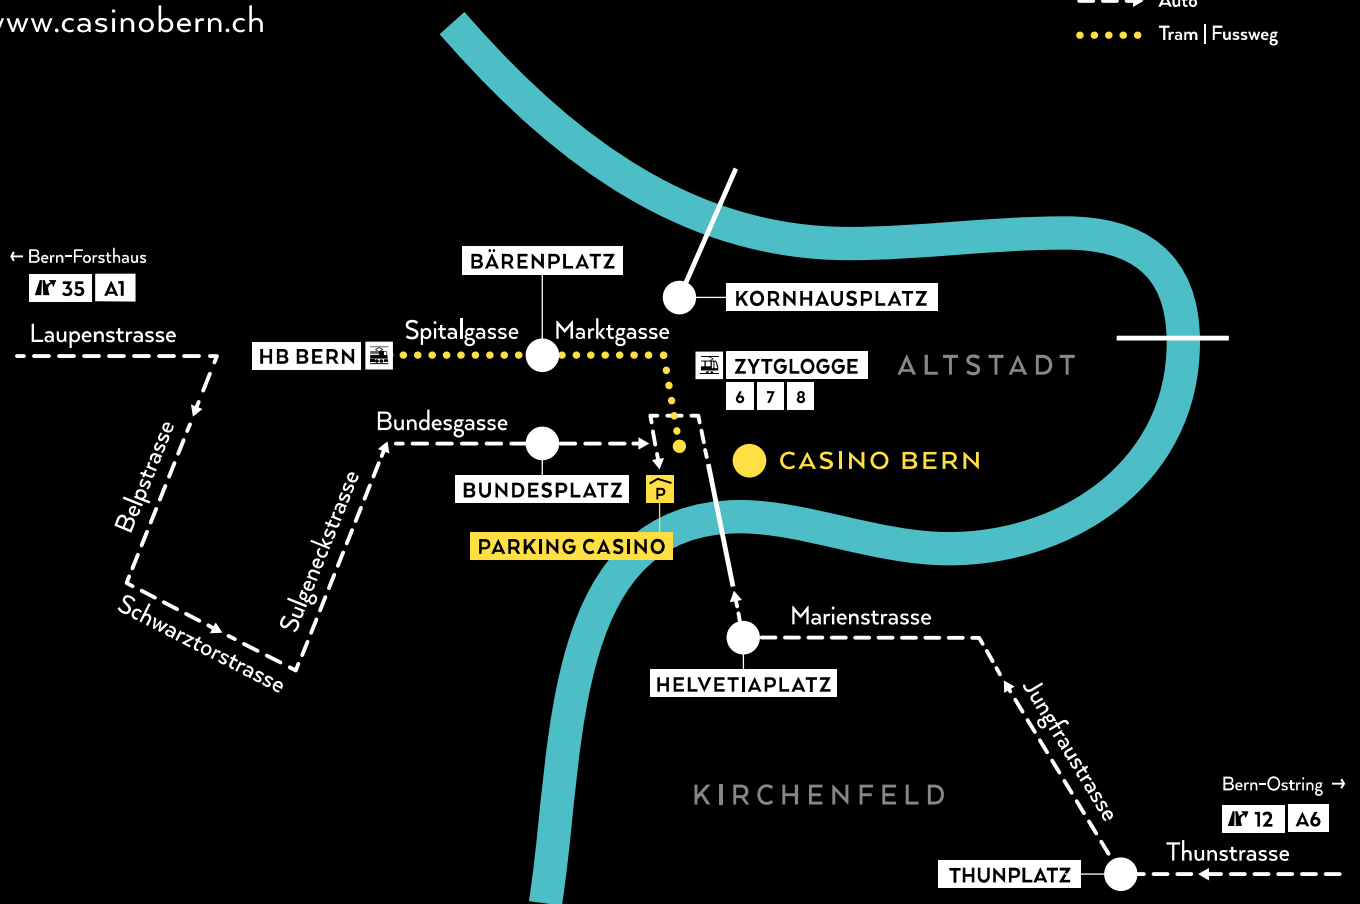 www.casinobern.ch
Auto
Tram | Fussweg
← Bern-Forsthaus
35 A1
Laupenstrasse
BÄRENPLATZ
KORNHAUSPLATZ
Spitalgasse
Marktgasse
HB BERN
ZYTGLOGGE
6 7 8
ALTSTADT
Bundesgasse
CASINO BERN
BUNDESPLATZ
P
PARKING CASINO
Belpstrasse
Sulgeneckstrasse
Schwarztorstrasse
Marienstrasse
HELVETIAPLATZ
Jungfraustrasse
KIRCHENFELD
Bern-Ostring →
12 A6
Thunstrasse
THUNPLATZ